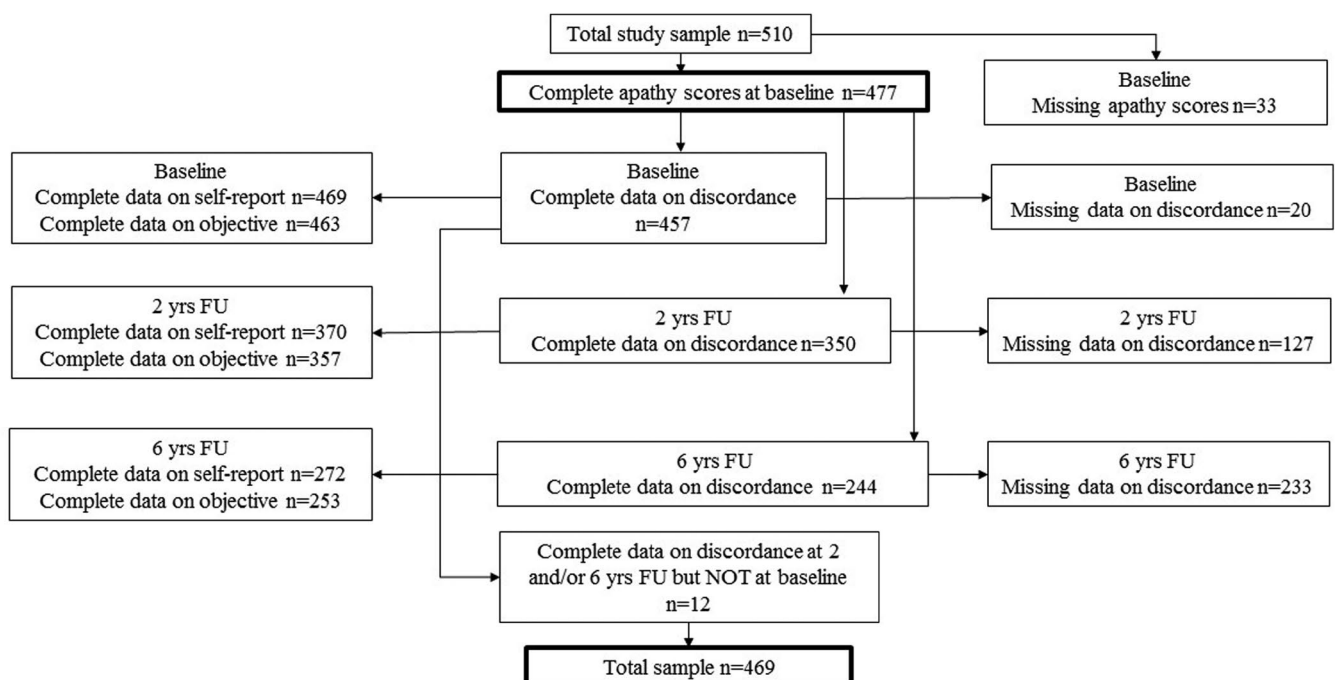 Total study sample n=510
Complete apathy scores at baseline n=477
Baseline
Missing apathy scores n=33
Baseline
Complete data on self-report n=469
Complete data on objective n=463
Baseline
Complete data on discordance
n=457
Baseline
Missing data on discordance n=20
2 yrs FU
Complete data on self-report n=370
Complete data on objective n=357
2 yrs FU
Complete data on discordance n=350
2 yrs FU
Missing data on discordance n=127
6 yrs FU
Complete data on self-report n=272
Complete data on objective n=253
6 yrs FU
Complete data on discordance n=244
6 yrs FU
Missing data on discordance n=233
Complete data on discordance at 2
and/or 6 yrs FU but NOT at baseline
n=12
Total sample n=469